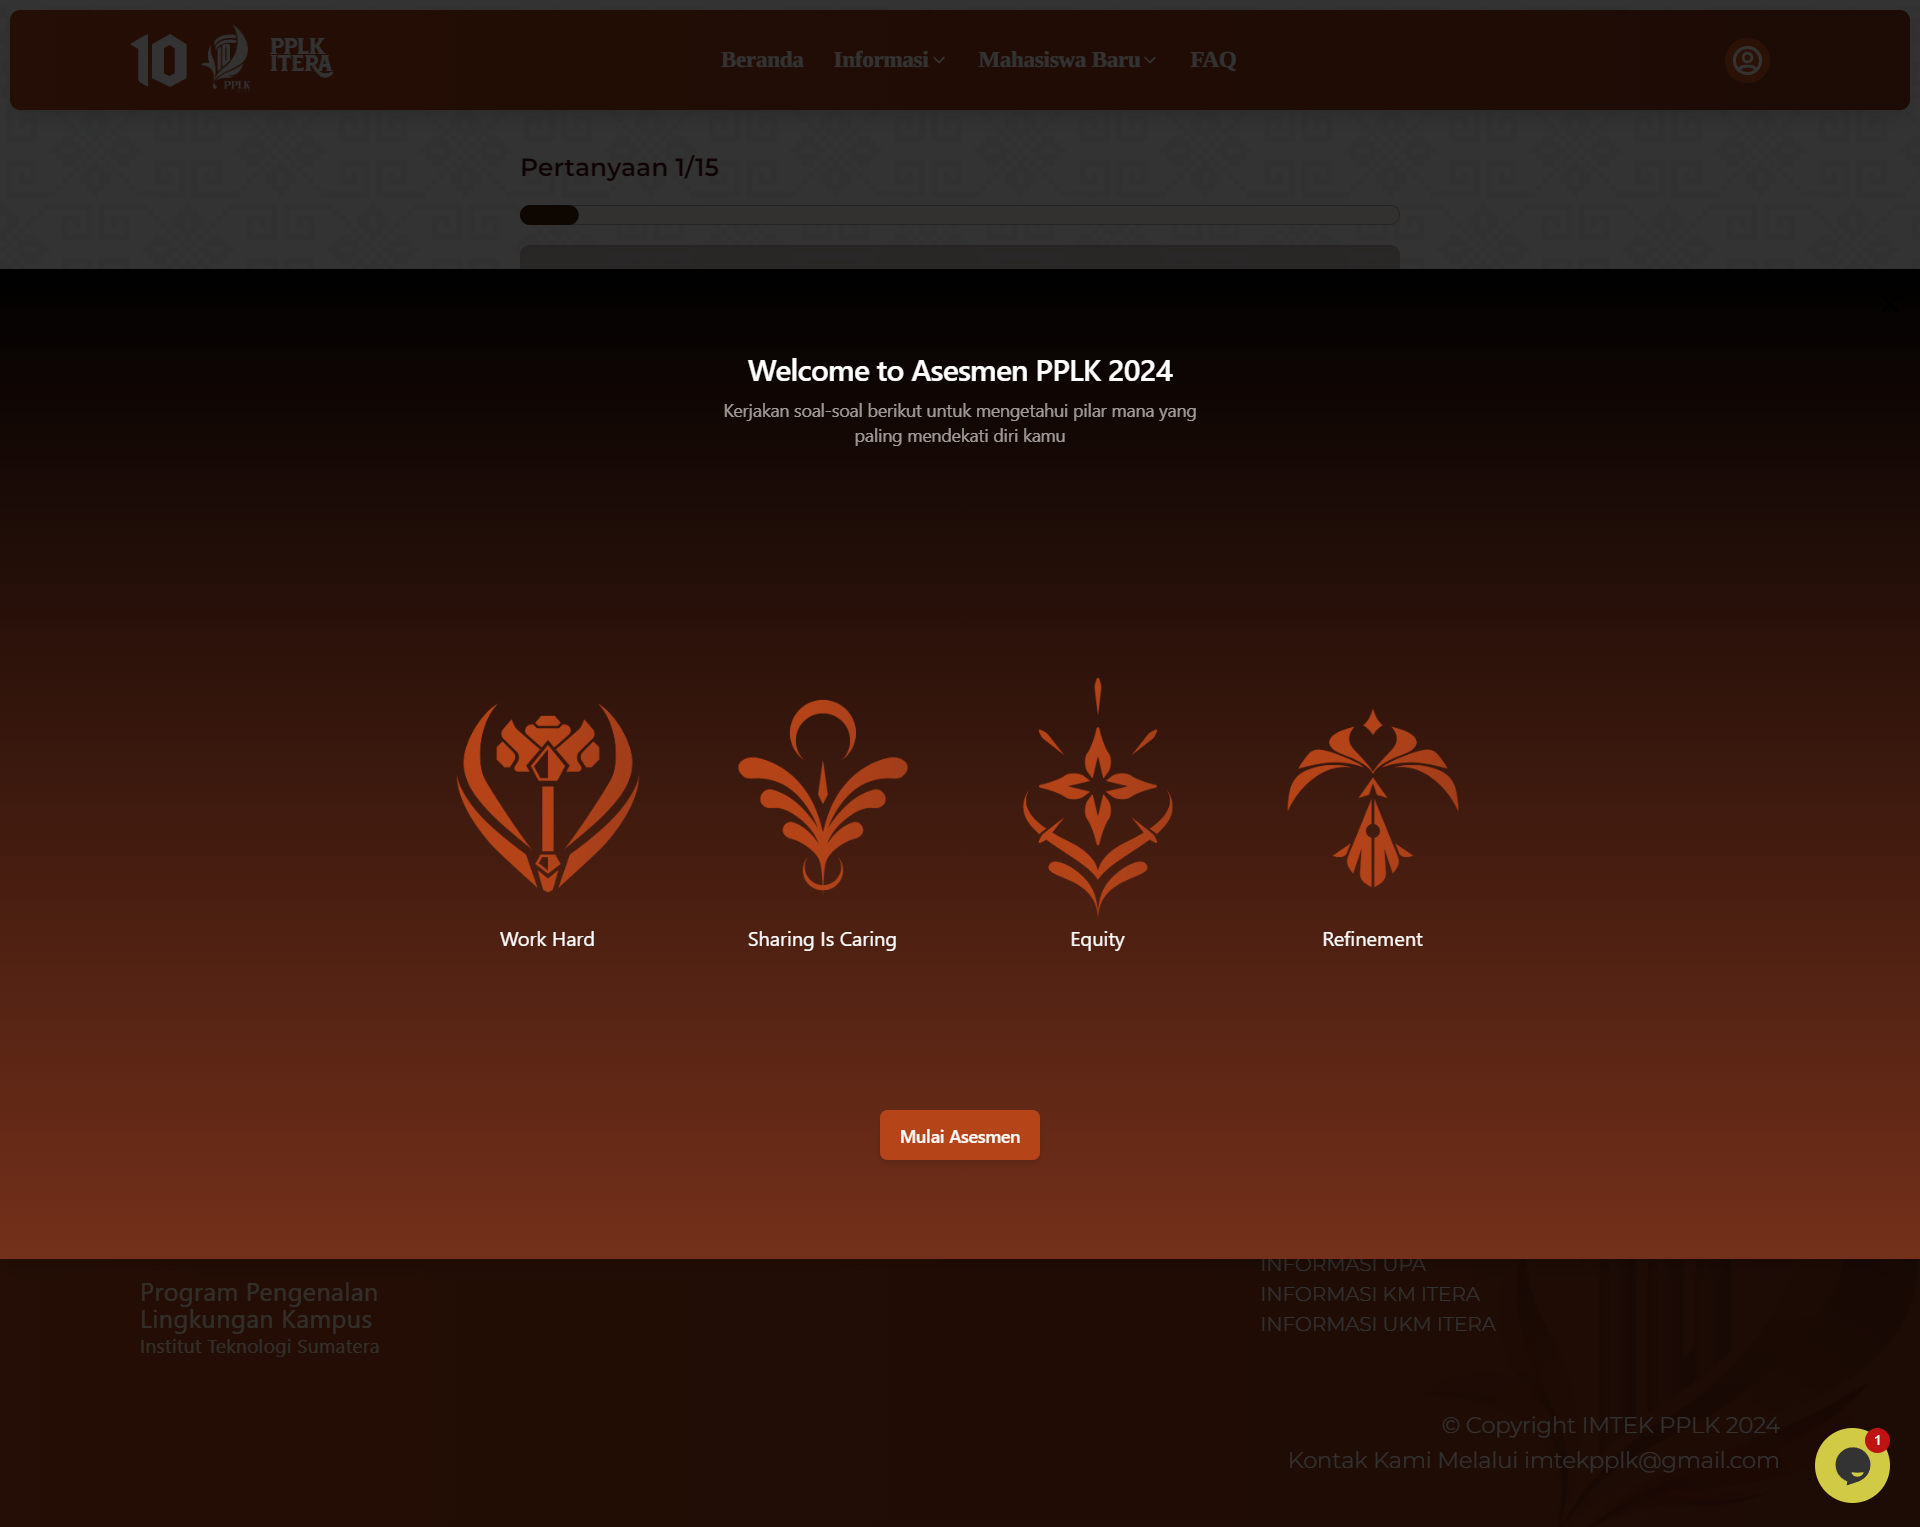 10
PPLK
PPLK
ITERA
Beranda
Informasi
Mahasiswa Baru
FAQ
Pertanyaan 1/15
Welcome to Asesmen PPLK 2024
Kerjakan soal-soal berikut untuk mengetahui pilar mana yang
paling mendekati diri kamu
Work Hard
Sharing Is Caring
Equity
Refinement
Mulai Asesmen
INFORMASI UPA
Program Pengenalan
Lingkungan Kampus
Institut Teknologi Sumatera
INFORMASI KM ITERA
INFORMASI UKM ITERA
© Copyright IMTEK PPLK 2024
Kontak Kami Melalui imtekpplk@gmail.com
1